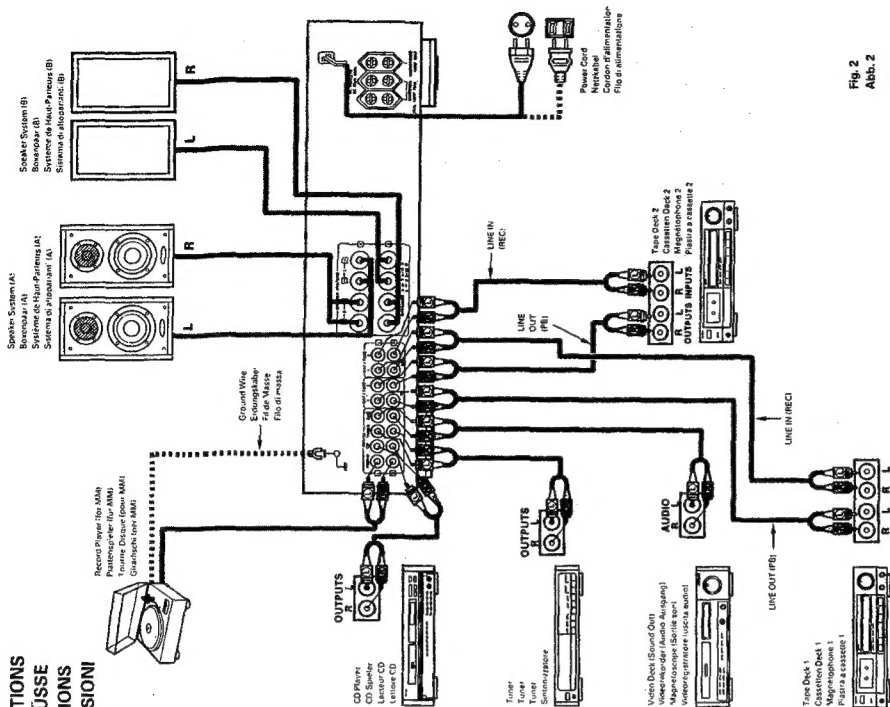 TIONS
ÜSSE
IONS
SIONI
Record Player (for MM)
Plattenspieler (für MM)
Tourne Disque (pour MM)
Giradischi (per MM)
Ground Wire
Erdungskabel
Fil de Masse
Filo di massa
Speaker System (A)
Boxenpaar (A)
Système de Haut-Parleurs (A)
Sistema di altoparlanti (A)
L
R
Speaker System (B)
Boxenpaar (B)
Système de Haut-Parleurs (B)
Sistema di altoparlanti (B)
L
R
CD Player
CD Spieler
Lecteur CD
Lettore CD
OUTPUTS
R L
Tuner
Tuner
Tuner
Sintonizzatore
OUTPUTS
R L
Video Deck (Sound Out)
Videorekorder (Audio Ausgang)
Magnétoscope (Sortie son)
Videoregistratore (uscita audio)
AUDIO
R L
Tape Deck 1
Cassetten Deck 1
Magnétophone 1
Piastra a cassette 1
LINE OUT (PB)
LINE IN (REC)
R L R L
LINE OUT (PB)
LINE IN (REC)
OUTPUTS INPUTS
R L R L
Tape Deck 2
Cassetten Deck 2
Magnétophone 2
Piastra a cassette 2
Power Cord
Netzkabel
Cordon d'alimentation
Filo di alimentazione
Fig. 2
Abb. 2